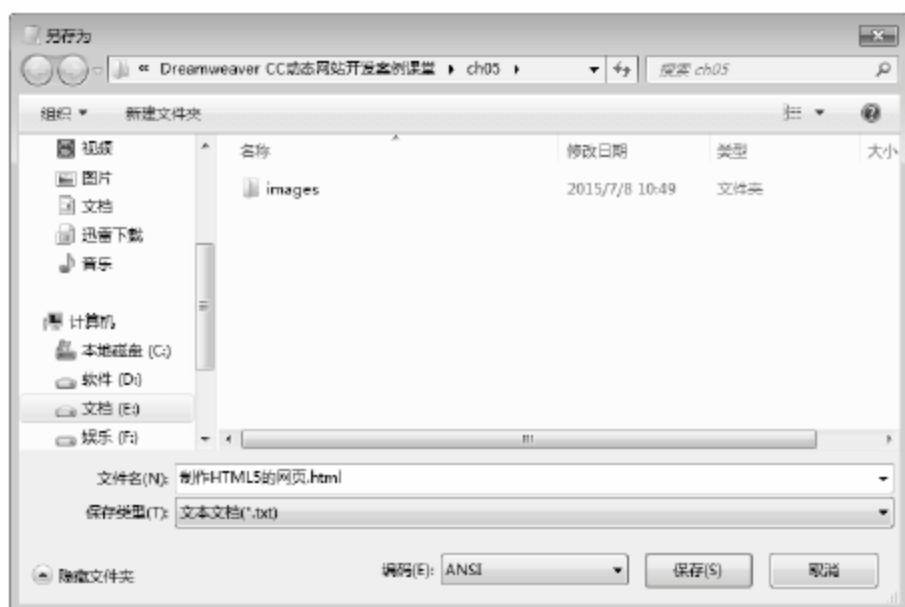 另存为
« Dreamweaver CC动态网站开发案例课堂 ▸ ch05 ▸
搜索 ch05
组织 新建文件夹
名称 修改日期 类型 大小
视频
图片
文档
迅雷下载
音乐
计算机
本地磁盘 (C:)
软件 (D:)
文档 (E:)
娱乐 (F:)
images 2015/7/8 10:49 文件夹
文件名(N): 制作HTML5的网页.html
保存类型(T): 文本文档(*.txt)
隐藏文件夹 编码(E): ANSI 保存(S) 取消